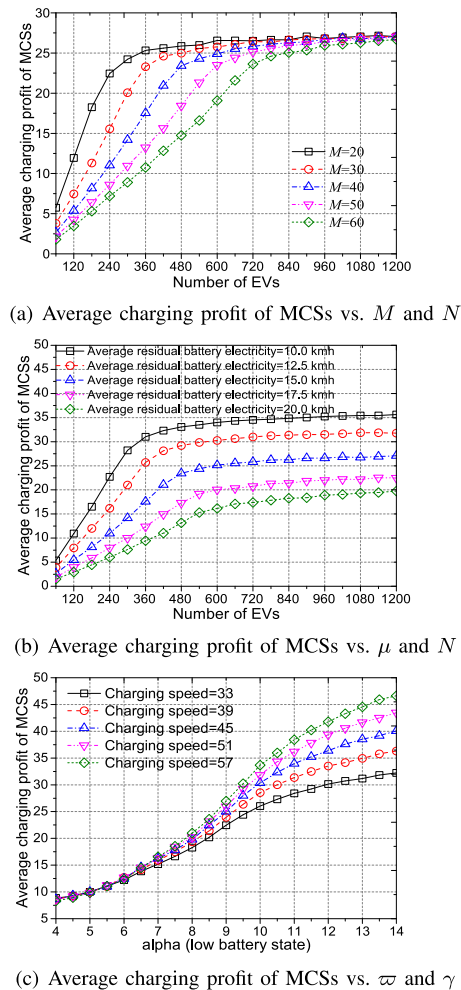 30
25
20
15
10
5
0
Average charging profit of MCSs
M=20
M=30
M=40
M=50
M=60
120 240 360 480 600 720 840 960 1080 1200
Number of EVs
(a) Average charging profit of MCSs vs. M and N
50
45
40
35
30
25
20
15
10
5
0
Average charging profit of MCSs
Average residual battery electricity=10.0 kmh
Average residual battery electricity=12.5 kmh
Average residual battery electricity=15.0 kmh
Average residual battery electricity=17.5 kmh
Average residual battery electricity=20.0 kmh
120 240 360 480 600 720 840 960 1080 1200
Number of EVs
(b) Average charging profit of MCSs vs. μ and N
50
45
40
35
30
25
20
15
10
5
Average charging profit of MCSs
Charging speed=33
Charging speed=39
Charging speed=45
Charging speed=51
Charging speed=57
4 5 6 7 8 9 10 11 12 13 14
alpha (low battery state)
(c) Average charging profit of MCSs vs. ϖ and γ